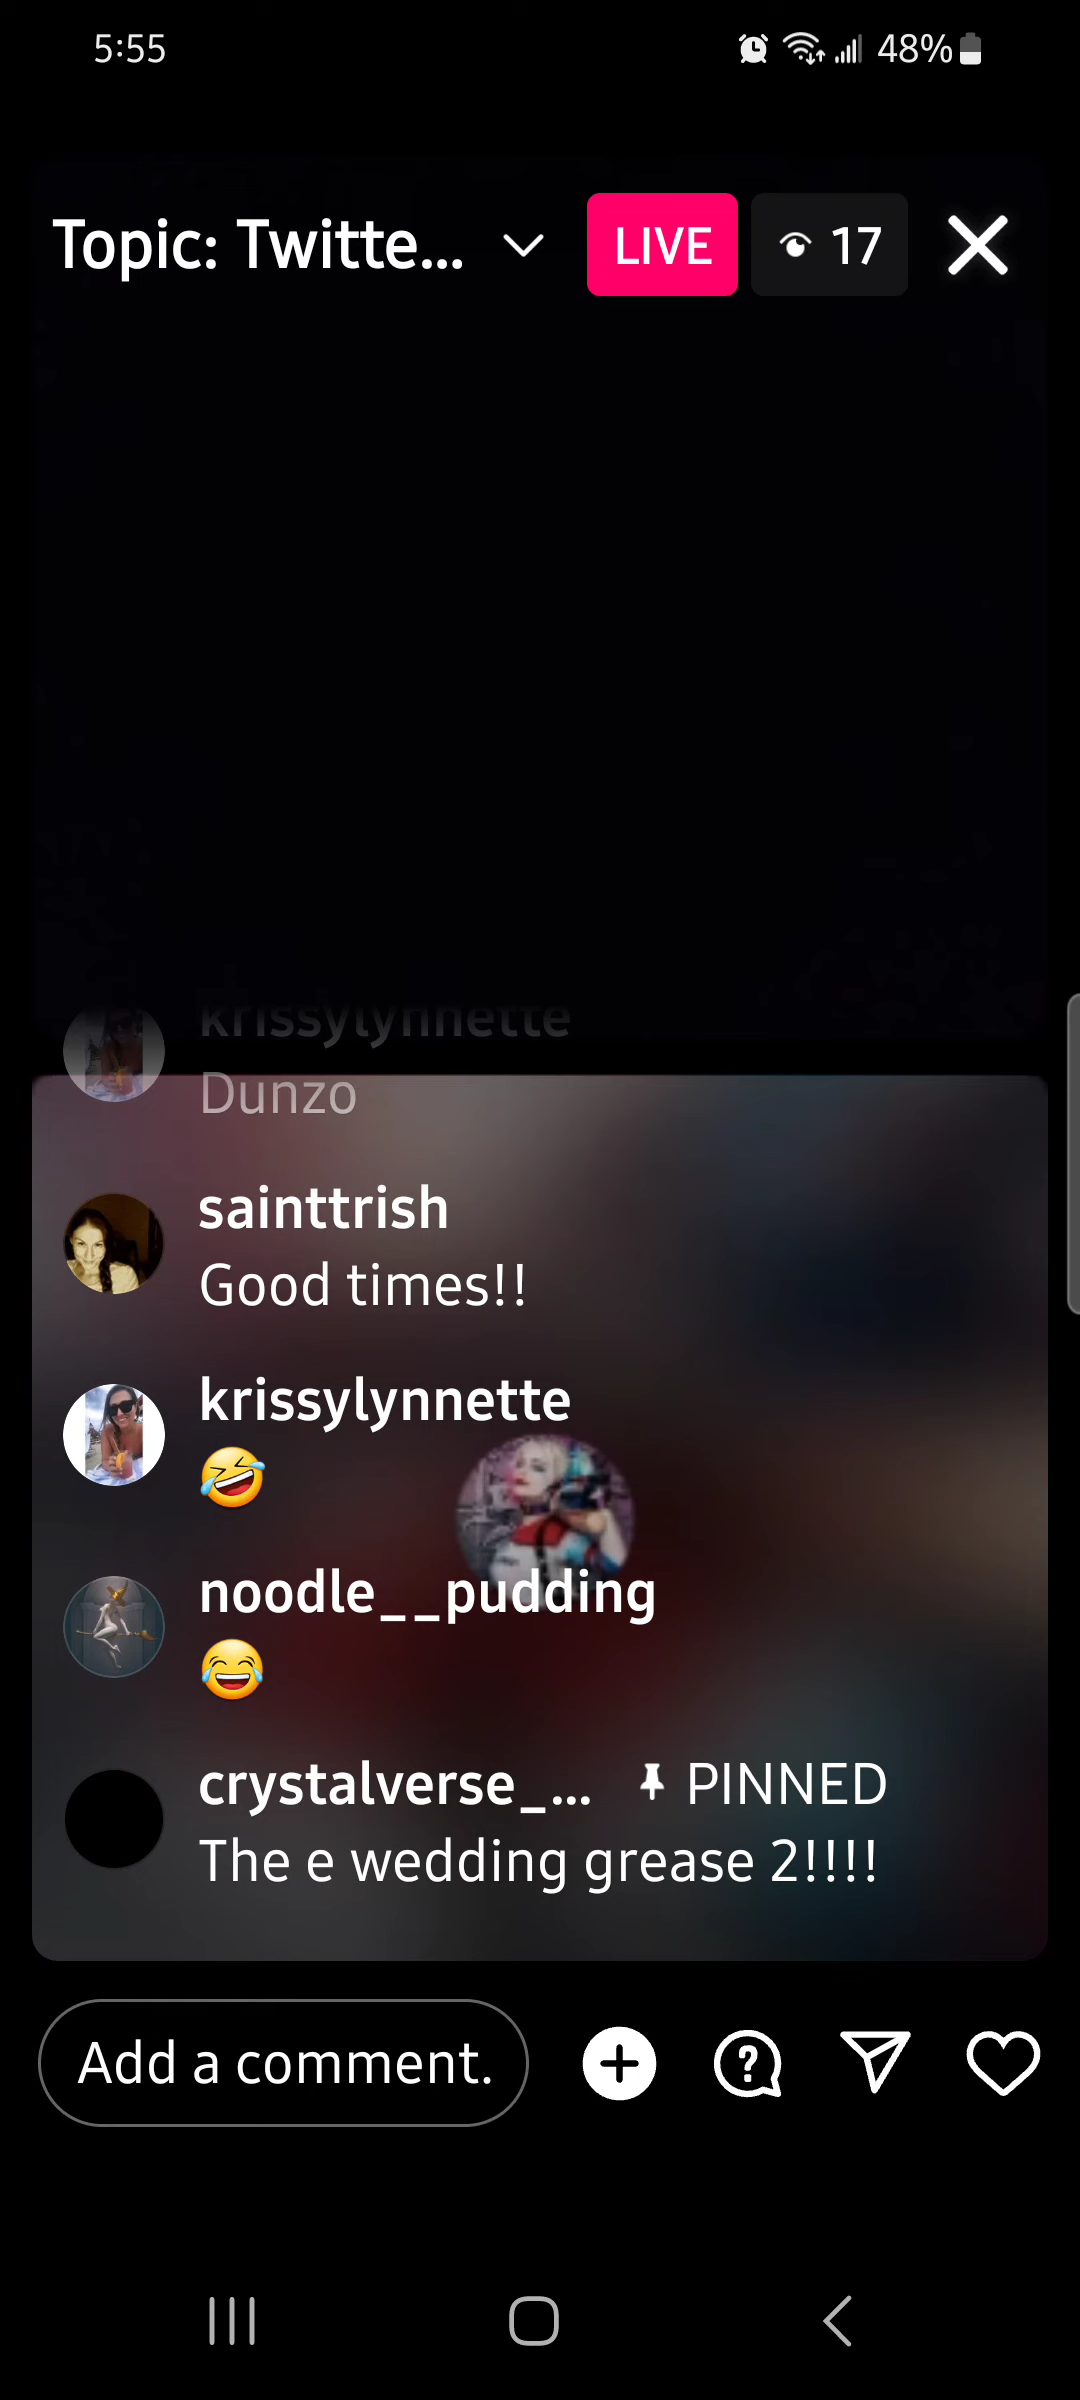 5:55
48%
Topic: Twitte...
LIVE
17
krissylynnette
Dunzo
sainttrish
Good times!!
krissylynnette
🤣
noodle__pudding
😂
crystalverse_... PINNED
The e wedding grease 2!!!!
Add a comment.